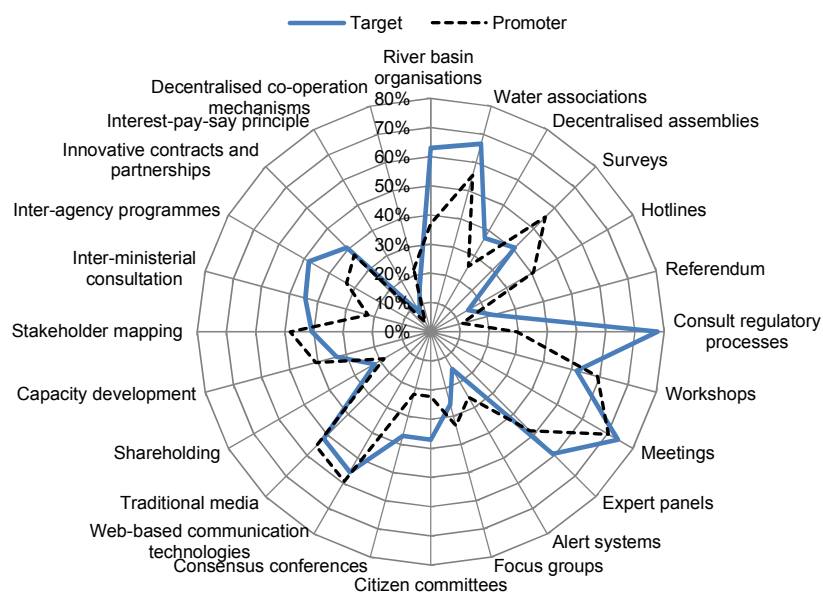 Target
Promoter
River basin
organisations
Water associations
Decentralised assemblies
Surveys
Hotlines
Referendum
Consult regulatory
processes
Workshops
Meetings
Expert panels
Alert systems
Focus groups
Citizen committees
Consensus conferences
Web-based communication
technologies
Traditional media
Shareholding
Capacity development
Stakeholder mapping
Inter-ministerial
consultation
Inter-agency programmes
Innovative contracts and
partnerships
Interest-pay-say principle
Decentralised co-operation
mechanisms
80%
70%
60%
50%
40%
30%
20%
10%
0%